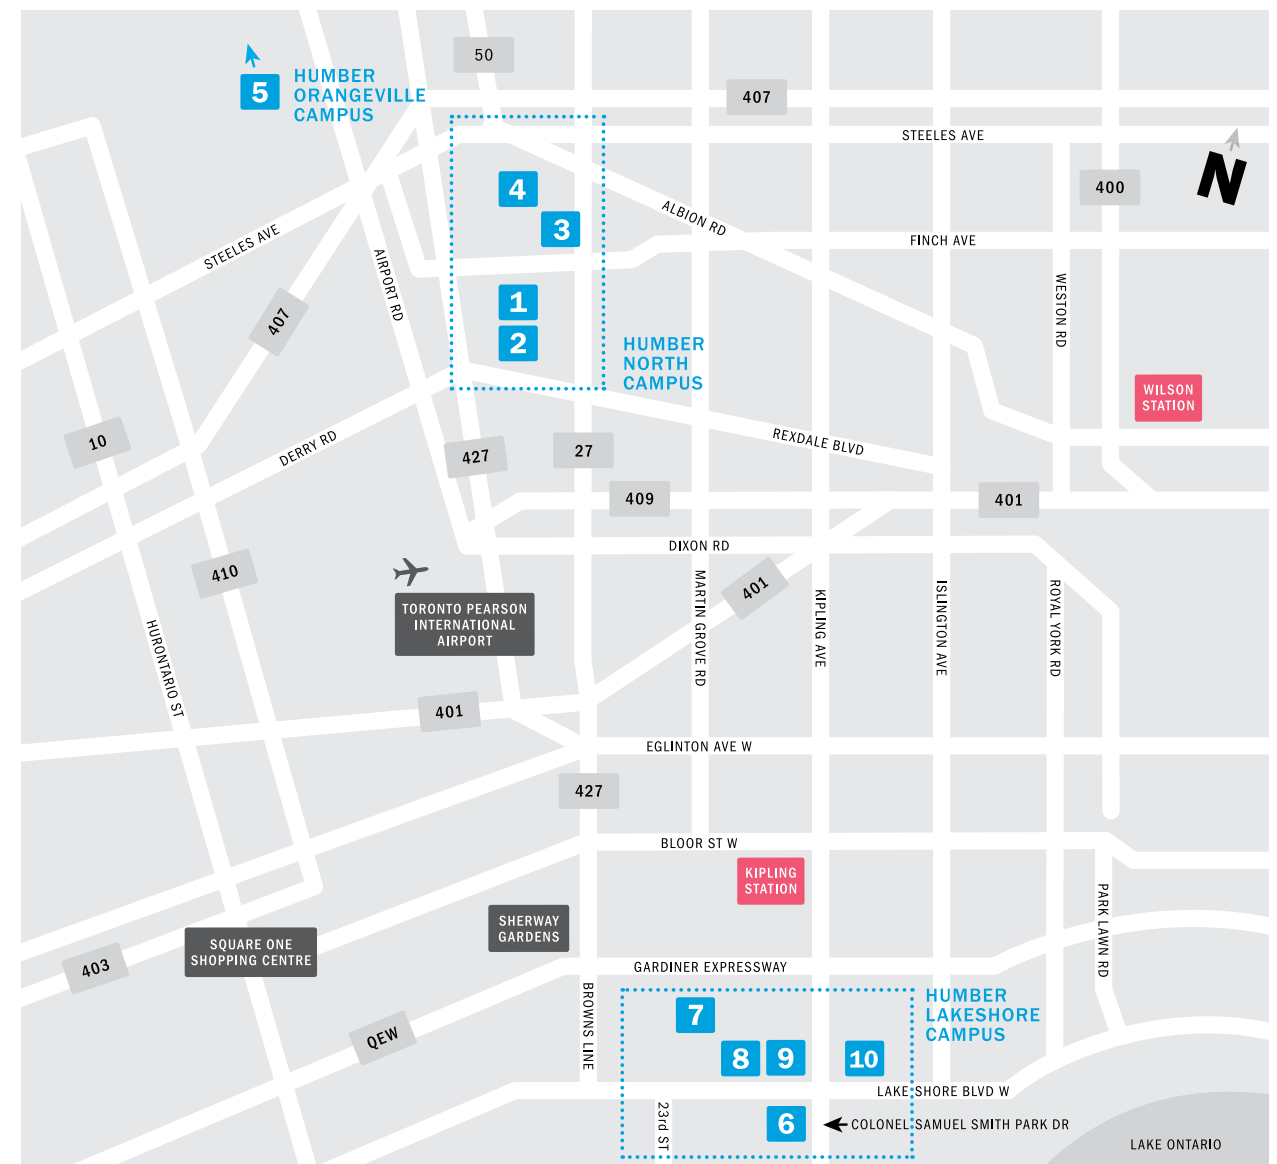 50
5
HUMBER
ORANGEVILLE
CAMPUS
407
STEELES AVE
N
400
4
3
ALBION RD
FINCH AVE
STEELES AVE
AIRPORT RD
407
1
2
WESTON RD
HUMBER
NORTH
CAMPUS
WILSON
STATION
10
DERRY RD
427
27
REXDALE BLVD
409
401
DIXON RD
410
401
TORONTO PEARSON
INTERNATIONAL
AIRPORT
MARTIN GROVE RD
KIPLING AVE
ISLINGTON AVE
ROYAL YORK RD
HURONTARIO ST
401
EGLINTON AVE W
427
BLOOR ST W
KIPLING
STATION
SHERWAY
GARDENS
PARK LAWN RD
SQUARE ONE
SHOPPING CENTRE
403
GARDINER EXPRESSWAY
BROWNS LINE
HUMBER
LAKESHORE
CAMPUS
7
QEW
8
9
10
LAKE SHORE BLVD W
23rd ST
6
COLONEL SAMUEL SMITH PARK DR
LAKE ONTARIO